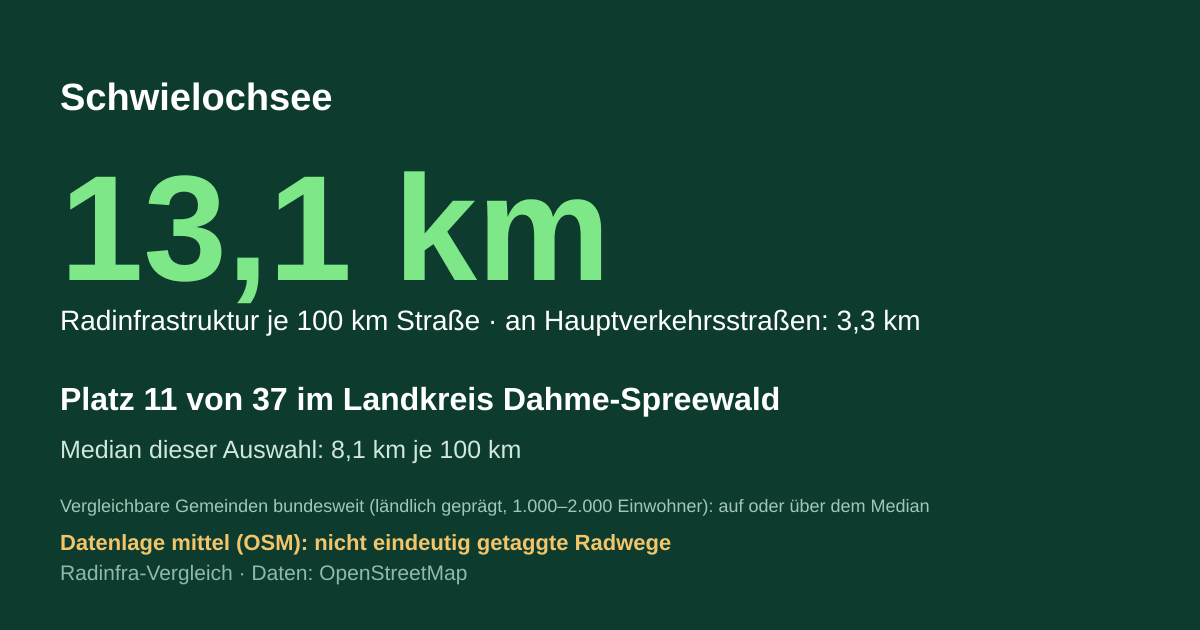 Schwielochsee
13,1 km
Radinfrastruktur je 100 km Straße · an Hauptverkehrsstraßen: 3,3 km
Platz 11 von 37 im Landkreis Dahme-Spreewald
Median dieser Auswahl: 8,1 km je 100 km
Vergleichbare Gemeinden bundesweit (ländlich geprägt, 1.000–2.000 Einwohner): auf oder über dem Median
Datenlage mittel (OSM): nicht eindeutig getaggte Radwege
Radinfra-Vergleich · Daten: OpenStreetMap